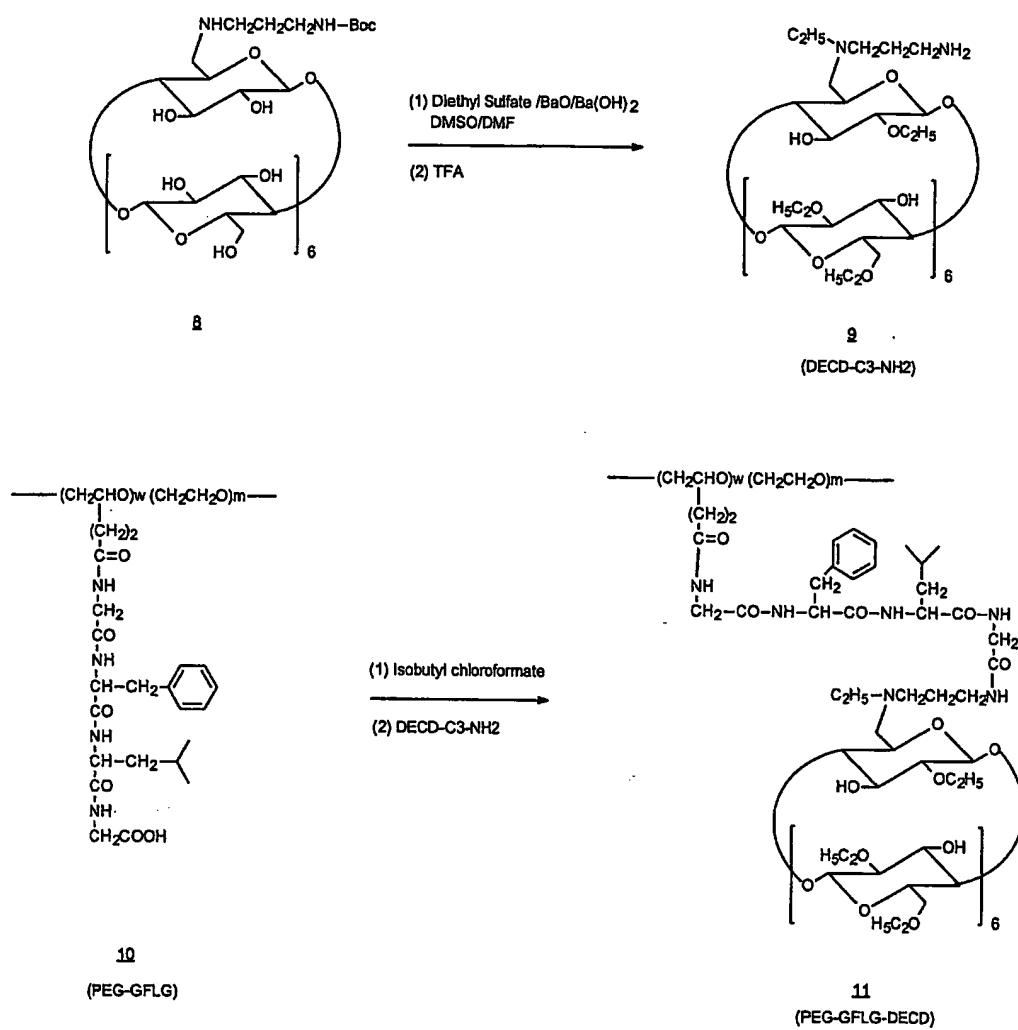 NHCH2CH2CH2NH—Boc
O
O
HO
OH
HO
OH
O
O
HO
6
8
(1) Diethyl Sulfate /BaO/Ba(OH)2
DMSO/DMF
(2) TFA
C2H5
NCH2CH2CH2NH2
O
O
HO
OC2H5
H5C2O
OH
O
O
H5C2O
6
9
(DECD-C3-NH2)
(CH2CHO)w (CH2CH2O)m
(CH2)2
C=O
NH
CH2
CO
NH
CH—CH2
CO
NH
CH—CH2
CO
NH
CH2COOH
10
(PEG-GFLG)
(1) Isobutyl chloroformate
(2) DECD-C3-NH2
(CH2CHO)w (CH2CH2O)m
(CH2)2
C=O
NH
CH2
CH2
CH2—CO—NH—CH—CO—NH—CH—CO—NH
CH2
CO
C2H5—NCH2CH2CH2NH
O
O
HO
OC2H5
H5C2O
OH
O
O
H5C2O
6
11
(PEG-GFLG-DECD)